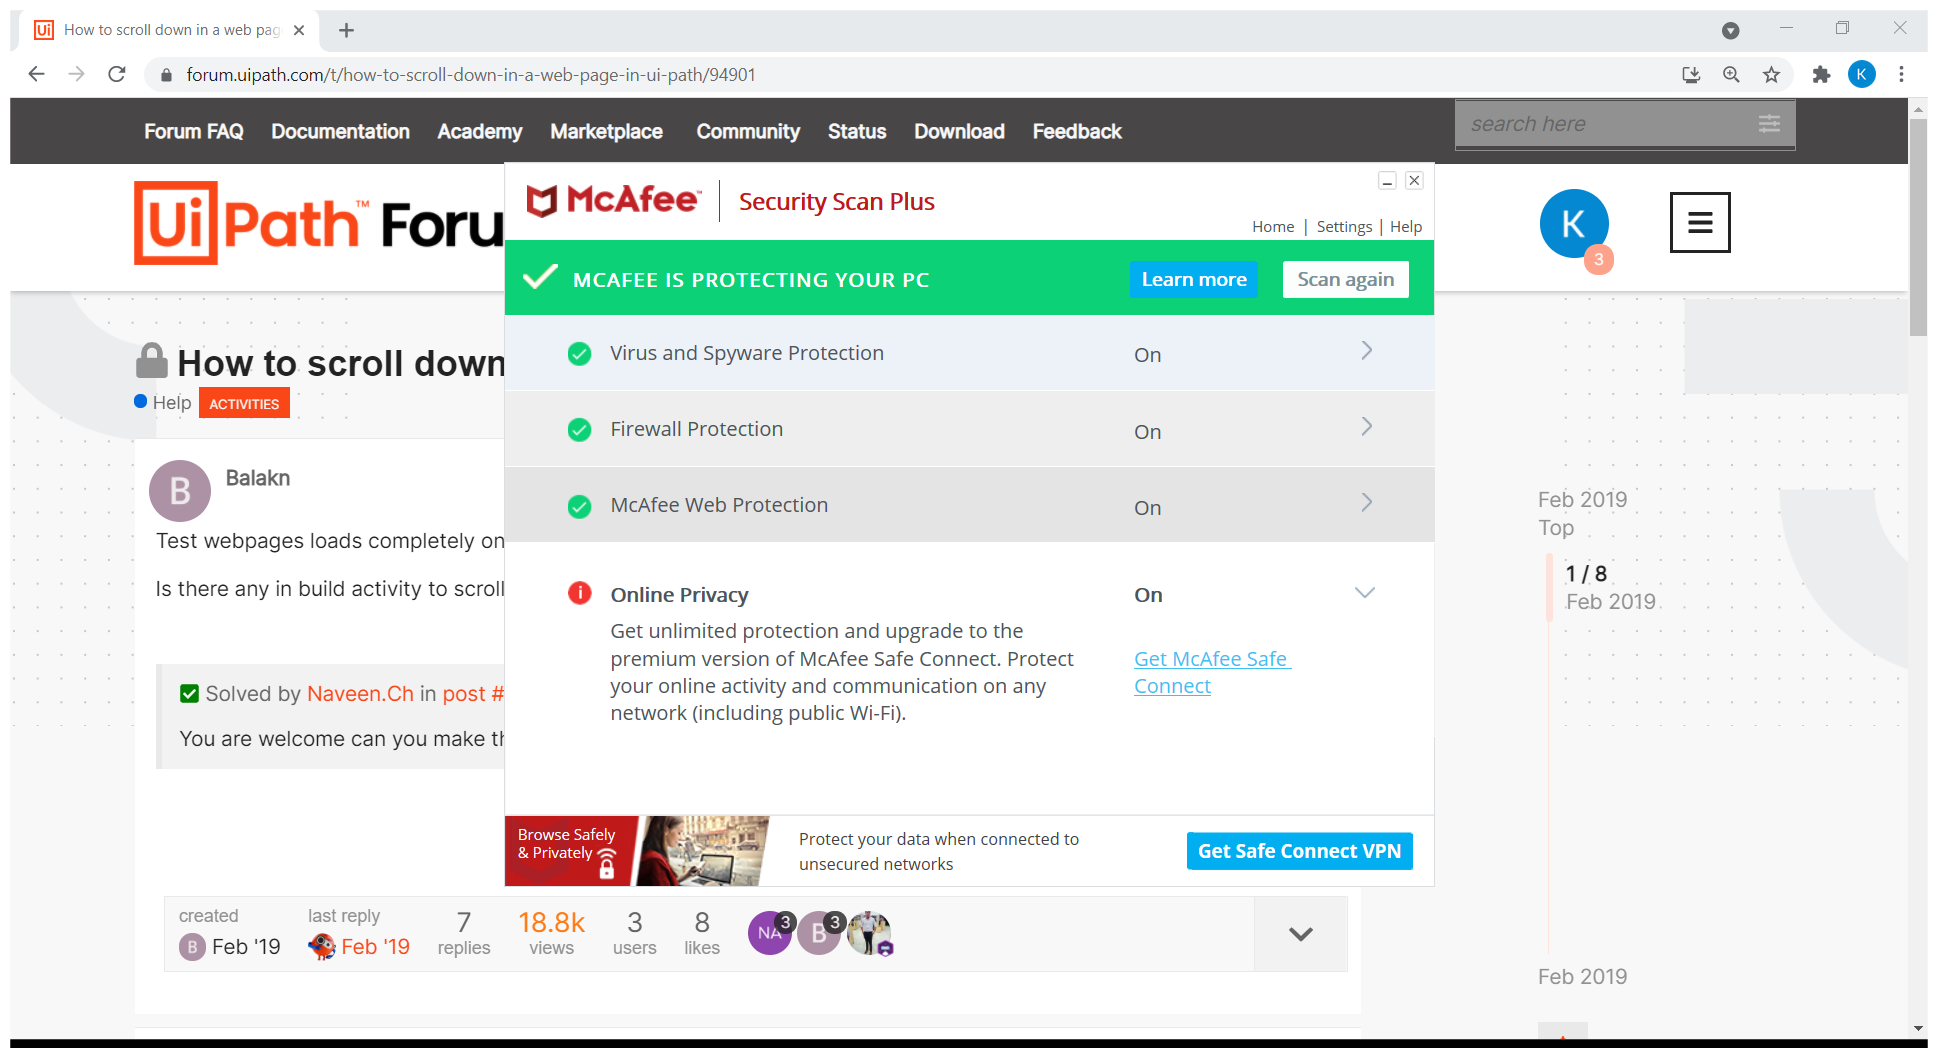 How to scroll down in a web pag
forum.uipath.com/t/how-to-scroll-down-in-a-web-page-in-ui-path/94901
K
Forum FAQ Documentation Academy Marketplace Community Status Download Feedback
search here
UiPath™ Foru
K
3
McAfee™ Security Scan Plus
Home | Settings | Help
MCAFEE IS PROTECTING YOUR PC
Learn more
Scan again
Virus and Spyware Protection On
Firewall Protection On
McAfee Web Protection On
Online Privacy On
Get unlimited protection and upgrade to the
premium version of McAfee Safe Connect. Protect
your online activity and communication on any
network (including public Wi-Fi).
Get McAfee Safe
Connect
Browse Safely
& Privately
Protect your data when connected to
unsecured networks
Get Safe Connect VPN
How to scroll down
Help ACTIVITIES
B
Balakn
Test webpages loads completely on
Is there any in build activity to scroll
Solved by Naveen.Ch in post #
You are welcome can you make th
created
B Feb '19
last reply
Feb '19
7
replies
18.8k
views
3
users
8
likes
NA 3
B 3
Feb 2019
Top
1 / 8
Feb 2019
Feb 2019